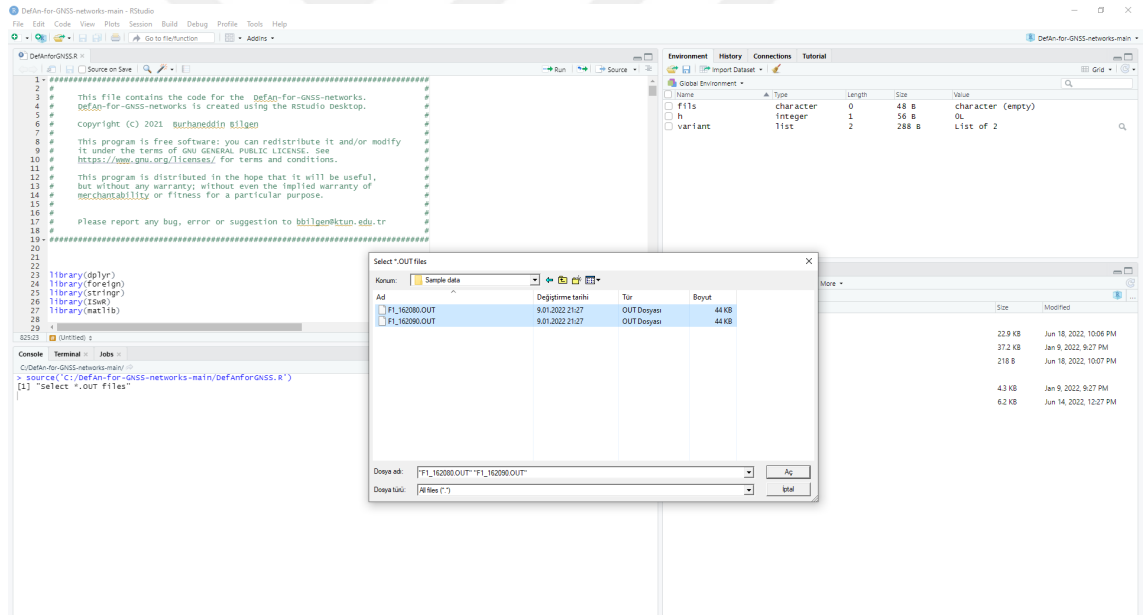 DefAn-for-GNSS-networks-main - RStudio
File Edit Code View Plots Session Build Debug Profile Tools Help
Go to file/function Addins
DefAn-for-GNSS-networks-main
DefAnforGNSS.R
Source on Save Run Source
1 ################################################################################
2 # #
3 # This file contains the code for the DefAn-for-GNSS-networks. #
4 # DefAn-for-GNSS-networks is created using the RStudio Desktop. #
5 # #
6 # Copyright (C) 2021 Burhaneddin Bilgen #
7 # #
8 # This program is free software: you can redistribute it and/or modify #
9 # it under the terms of GNU GENERAL PUBLIC LICENSE. See #
10 # https://www.gnu.org/licenses/ for terms and conditions. #
11 # #
12 # This program is distributed in the hope that it will be useful, #
13 # but without any warranty; without even the implied warranty of #
14 # merchantability or fitness for a particular purpose. #
15 # #
16 # #
17 # Please report any bug, error or suggestion to bbilgen@ktun.edu.tr #
18 # #
19 ################################################################################
20
21
22
23 library(dplyr)
24 library(foreign)
25 library(stringr)
26 library(ISwR)
27 library(matlib)
28
29
825:23 (Untitled)
Console Terminal Jobs
C:/DefAn-for-GNSS-networks-main/
> source('C:/DefAn-for-GNSS-networks-main/DefAnforGNSS.R')
[1] "Select *.OUT files"
Environment History Connections Tutorial
Import Dataset Grid
Global Environment
Name Type Length Size Value
fils character 0 48 B character (empty)
h integer 1 56 B 0L
variant list 2 288 B List of 2
More
Size Modified
22.9 KB Jun 18, 2022, 10:06 PM
37.2 KB Jan 9, 2022, 9:27 PM
218 B Jun 18, 2022, 10:07 PM
4.3 KB Jan 9, 2022, 9:27 PM
6.2 KB Jun 14, 2022, 12:27 PM
Select *.OUT files
Konum: Sample data
Ad Değiştirme tarihi Tür Boyut
F1_162080.OUT 9.01.2022 21:27 OUT Dosyası 44 KB
F1_162090.OUT 9.01.2022 21:27 OUT Dosyası 44 KB
Dosya adı: "F1_162080.OUT" "F1_162090.OUT" Aç
Dosya türü: All files (*.*) İptal